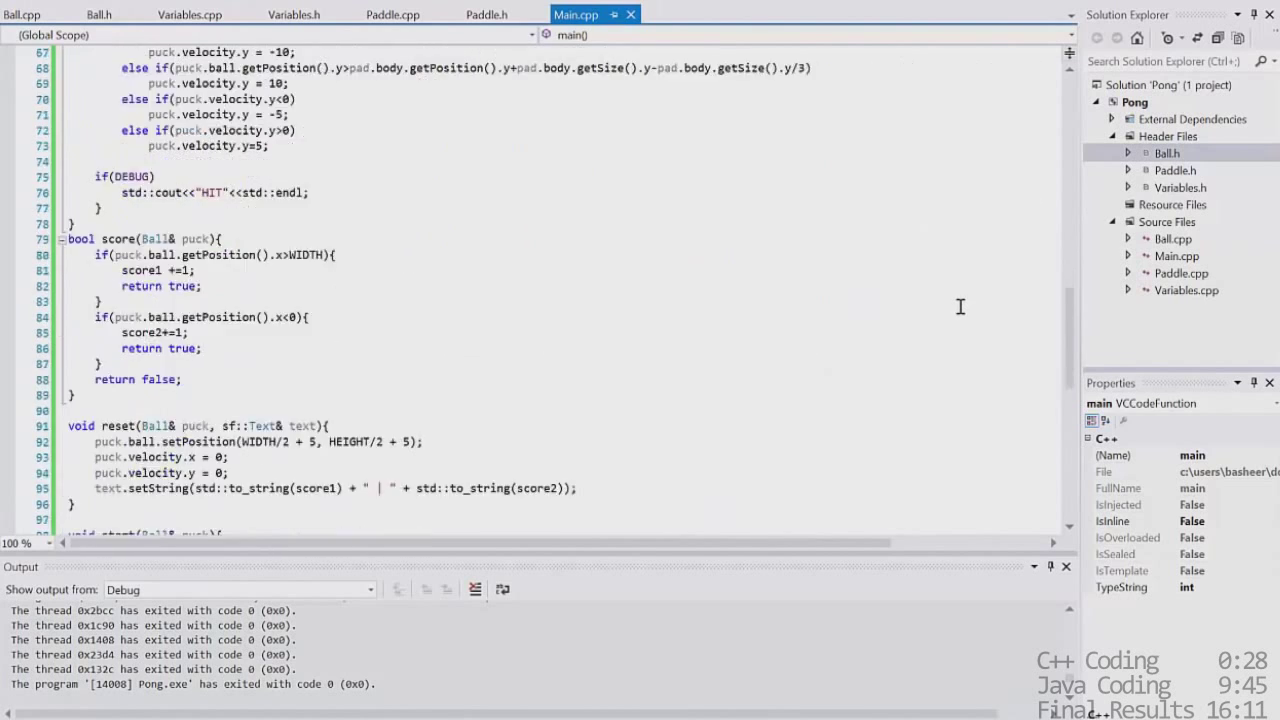 Ball.cpp Ball.h Variables.cpp Variables.h Paddle.cpp Paddle.h Main.cpp
(Global Scope) main()
67 puck.velocity.y = -10;
68 else if(puck.ball.getPosition().y>pad.body.getPosition().y+pad.body.getSize().y-pad.body.getSize().y/3)
69 puck.velocity.y = 10;
70 else if(puck.velocity.y<0)
71 puck.velocity.y = -5;
72 else if(puck.velocity.y>0)
73 puck.velocity.y=5;
74
75 if(DEBUG)
76 std::cout<<"HIT"<<std::endl;
77 }
78 }
79 bool score(Ball& puck){
80 if(puck.ball.getPosition().x>WIDTH){
81 score1 +=1;
82 return true;
83 }
84 if(puck.ball.getPosition().x<0){
85 score2+=1;
86 return true;
87 }
88 return false;
89 }
90
91 void reset(Ball& puck, sf::Text& text){
92 puck.ball.setPosition(WIDTH/2 + 5, HEIGHT/2 + 5);
93 puck.velocity.x = 0;
94 puck.velocity.y = 0;
95 text.setString(std::to_string(score1) + " | " + std::to_string(score2));
96 }
97
100 %
Output
Show output from: Debug
The thread 0x2bcc has exited with code 0 (0x0).
The thread 0x1c90 has exited with code 0 (0x0).
The thread 0x1408 has exited with code 0 (0x0).
The thread 0x23d4 has exited with code 0 (0x0).
The thread 0x132c has exited with code 0 (0x0).
The program '[14008] Pong.exe' has exited with code 0 (0x0).
Solution Explorer
Search Solution Explorer (Ctrl+;)
Solution 'Pong' (1 project)
Pong
External Dependencies
Header Files
Ball.h
Paddle.h
Variables.h
Resource Files
Source Files
Ball.cpp
Main.cpp
Paddle.cpp
Variables.cpp
Properties
main VCCodeFunction
C++
(Name) main
File c:\users\basheer\do
FullName main
IsInjected False
IsInline False
IsOverloaded False
IsSealed False
IsTemplate False
TypeString int
C++ Coding 0:28
Java Coding 9:45
Final Results 16:11
C++